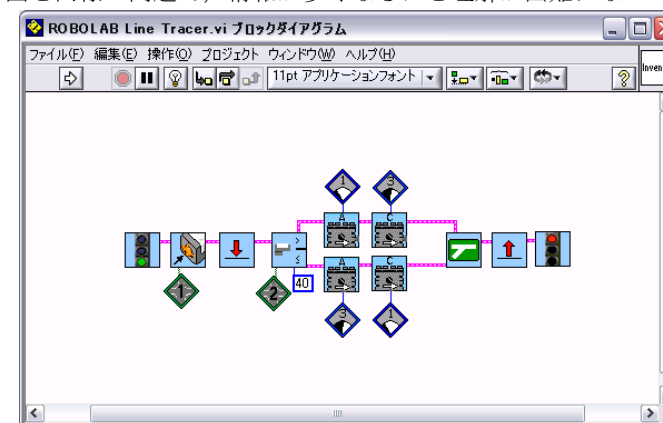 ROBOLAB Line Tracer.vi ブロックダイアグラム
ファイル(F) 編集(E) 操作(O) プロジェクト ウィンドウ(W) ヘルプ(H)
11pt アプリケーションフォント
Inven
1 3
A C
> 
≤
1 2 40
A C
3 1